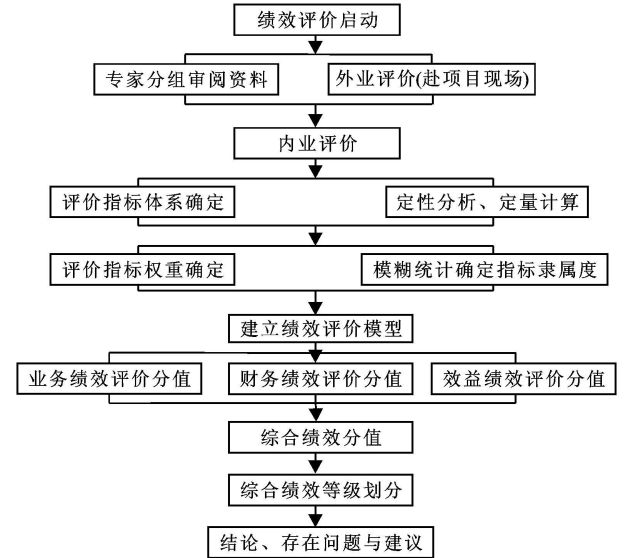 绩效评价启动
专家分组审阅资料
外业评价(赴项目现场)
内业评价
评价指标体系确定
定性分析、定量计算
评价指标权重确定
模糊统计确定指标隶属度
建立绩效评价模型
业务绩效评价分值
财务绩效评价分值
效益绩效评价分值
综合绩效分值
综合绩效等级划分
结论、存在问题与建议